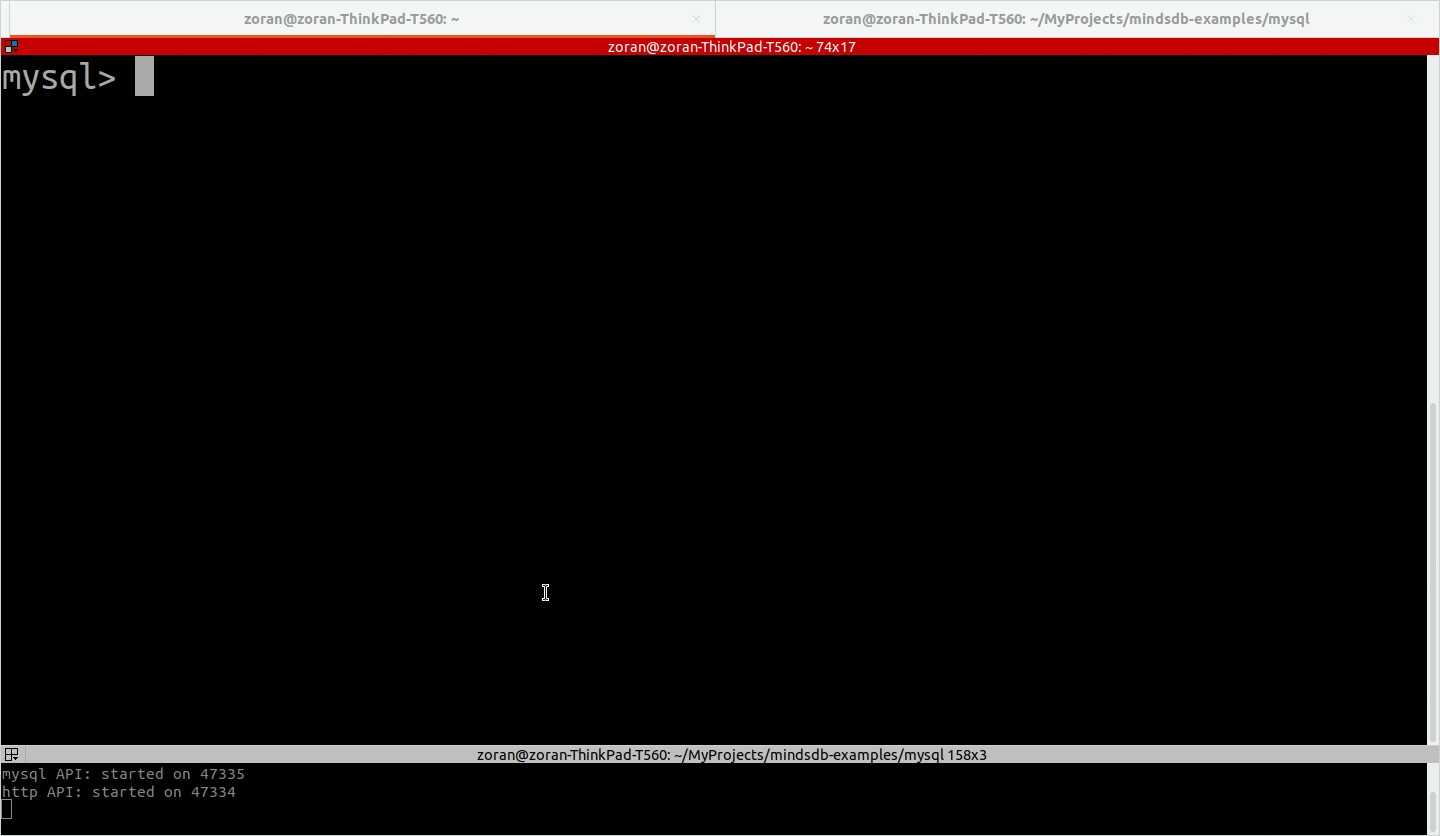 zoran@zoran-ThinkPad-T560: ~
zoran@zoran-ThinkPad-T560: ~/MyProjects/mindsdb-examples/mysql
zoran@zoran-ThinkPad-T560: ~ 74x17
mysql>
zoran@zoran-ThinkPad-T560: ~/MyProjects/mindsdb-examples/mysql 158x3
mysql API: started on 47335
http API: started on 47334